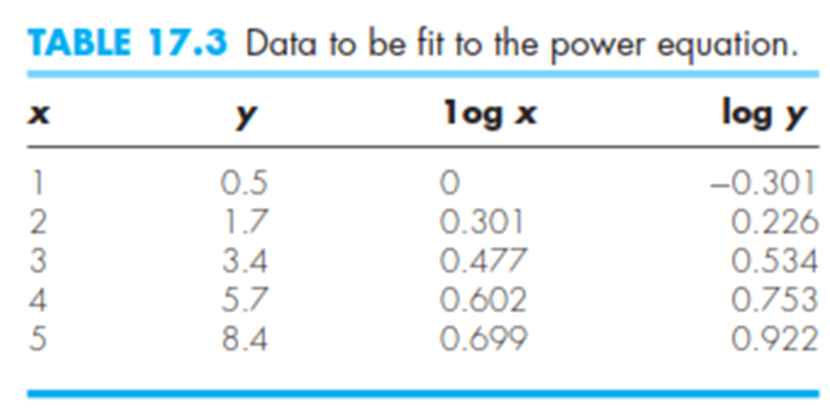 TABLE 17.3 Data to be fit to the power equation.
x y log x log y
1 0.5 0 –0.301
2 1.7 0.301 0.226
3 3.4 0.477 0.534
4 5.7 0.602 0.753
5 8.4 0.699 0.922